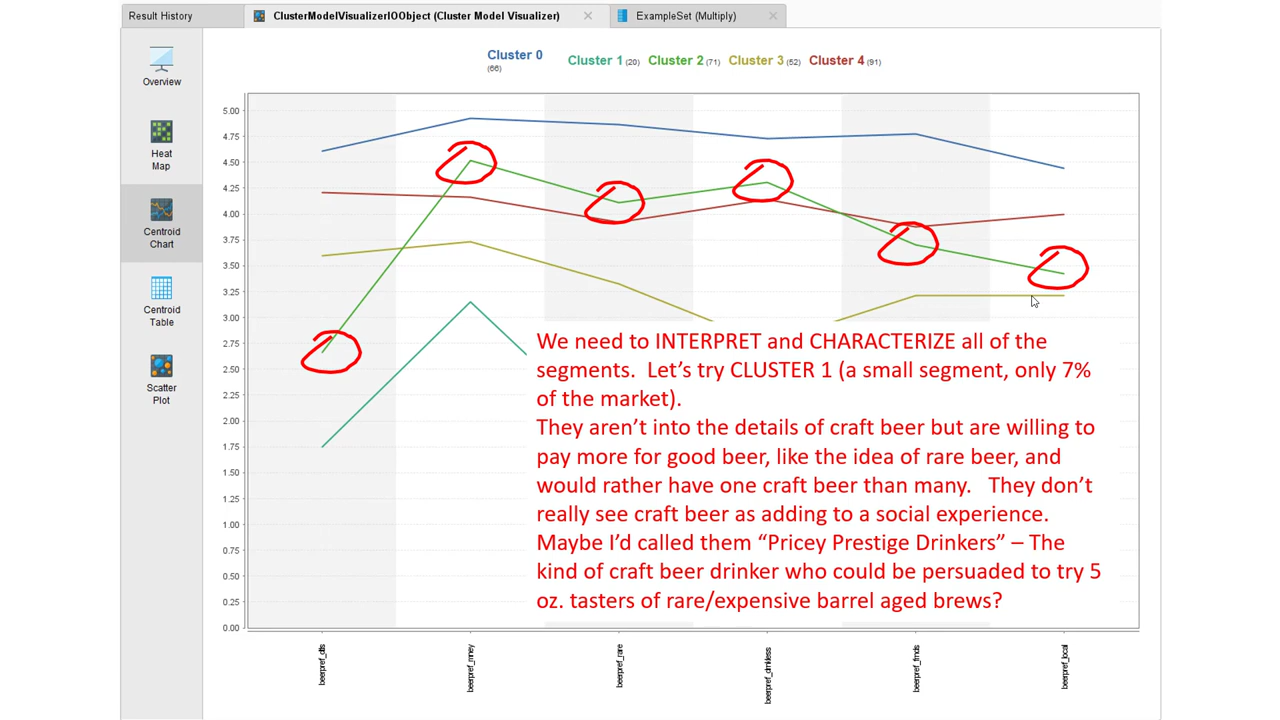 Result History
ClusterModelVisualizerIOObject (Cluster Model Visualizer)
ExampleSet (Multiply)
Overview
Heat
Map
Centroid
Chart
Centroid
Table
Scatter
Plot
Cluster 0
(66)
Cluster 1 (20) Cluster 2 (71) Cluster 3 (52) Cluster 4 (91)
5.00
4.75
4.50
4.25
4.00
3.75
3.50
3.25
3.00
2.75
2.50
2.25
2.00
1.75
1.50
1.25
1.00
0.75
0.50
0.25
0.00
We need to INTERPRET and CHARACTERIZE all of the
segments. Let’s try CLUSTER 1 (a small segment, only 7%
of the market).
They aren’t into the details of craft beer but are willing to
pay more for good beer, like the idea of rare beer, and
would rather have one craft beer than many. They don’t
really see craft beer as adding to a social experience.
Maybe I’d called them “Pricey Prestige Drinkers” – The
kind of craft beer drinker who could be persuaded to try 5
oz. tasters of rare/expensive barrel aged brews?
beerpref_dtls
beerpref_mney
beerpref_rare
beerpref_drnkless
beerpref_frnds
beerpref_local